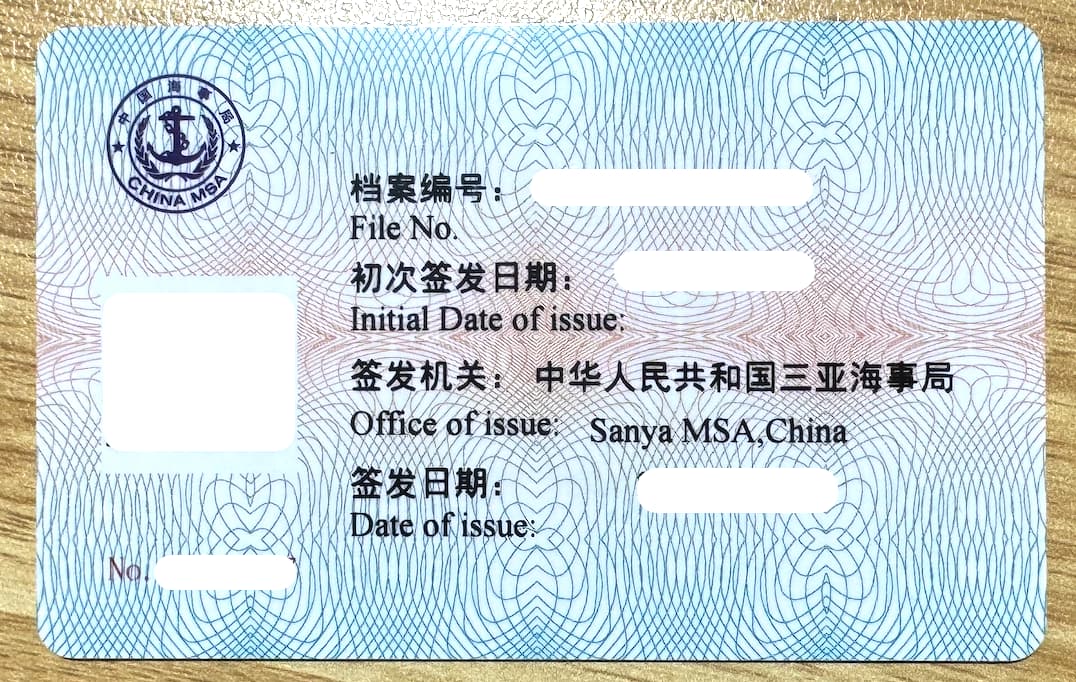 中国海事局
CHINA MSA
档案编号：
File No.
初次签发日期：
Initial Date of issue:
签发机关： 中华人民共和国三亚海事局
Office of issue: Sanya MSA,China
签发日期：
Date of issue:
No.